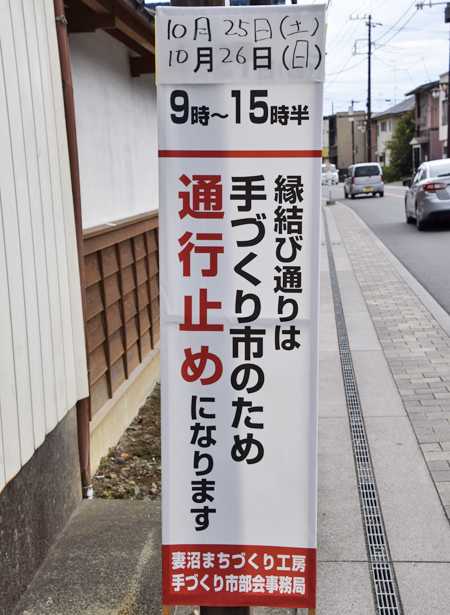 10月25日(土)
10月26日(日)
9時～15時半
縁結び通りは
手づくり市のため
通行止め
になります
妻沼まちづくり工房
手づくり市部会事務局